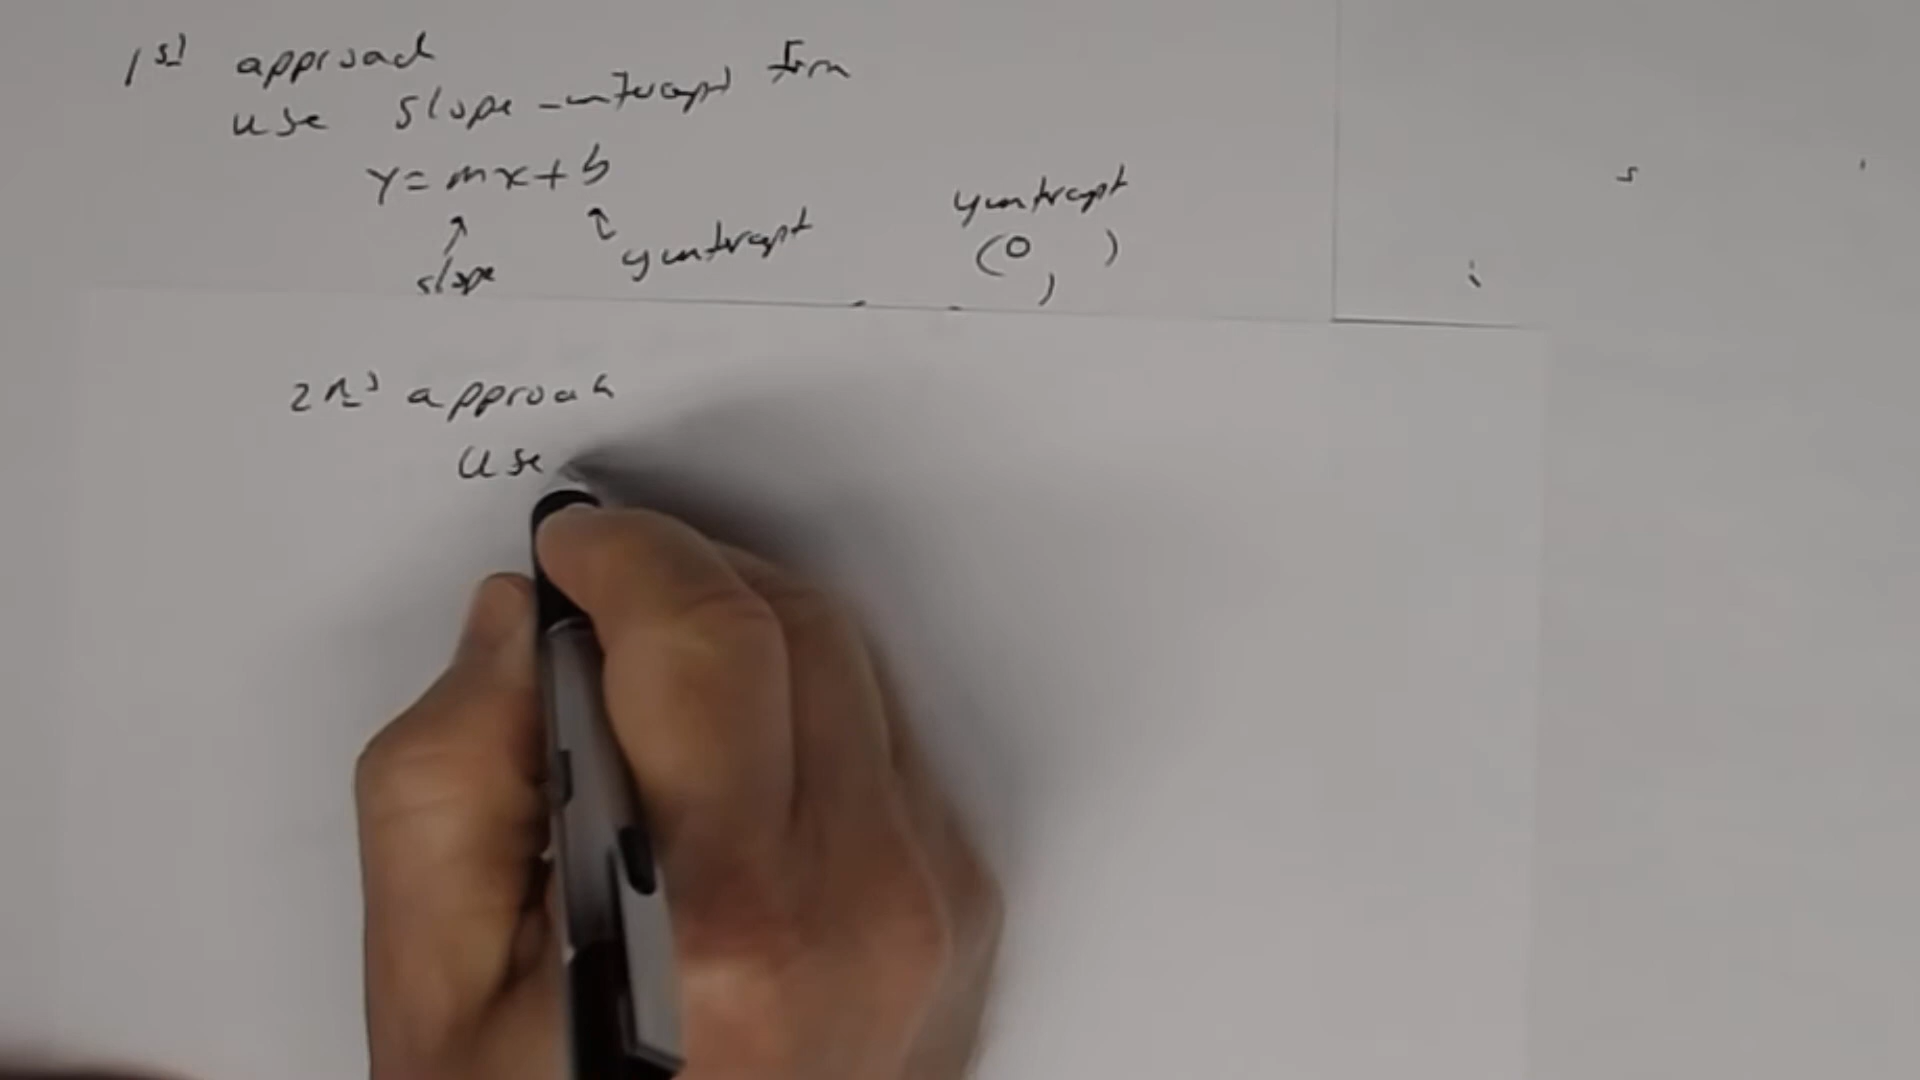 1st approach
use slope-intercept form
y = mx + b
slope
y intercept
y intercept
(0, )
2nd approach
use